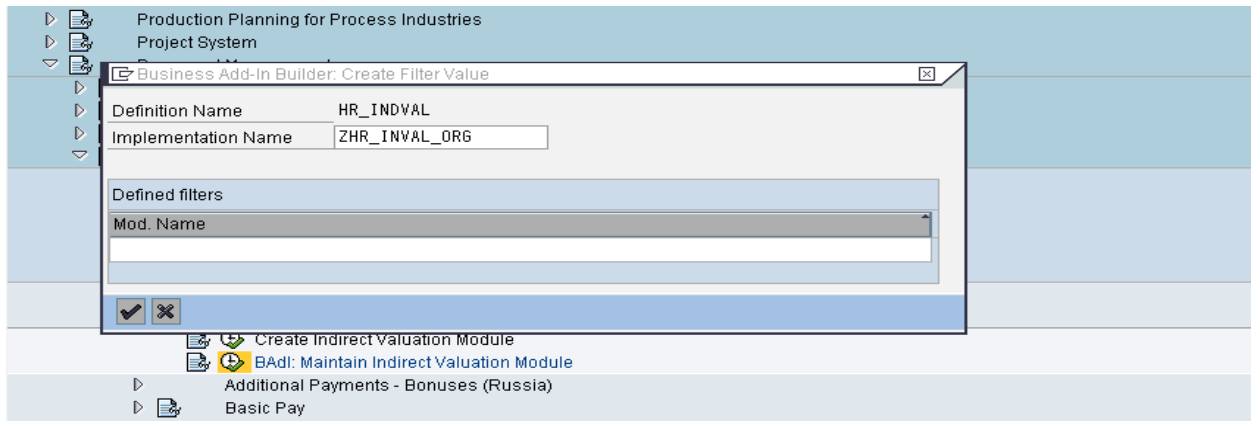 Production Planning for Process Industries
Project System
Business Add-In Builder: Create Filter Value
Definition Name HR_INDVAL
Implementation Name ZHR_INVAL_ORG
Defined filters
Mod. Name
Create Indirect Valuation Module
BAdI: Maintain Indirect Valuation Module
Additional Payments - Bonuses (Russia)
Basic Pay